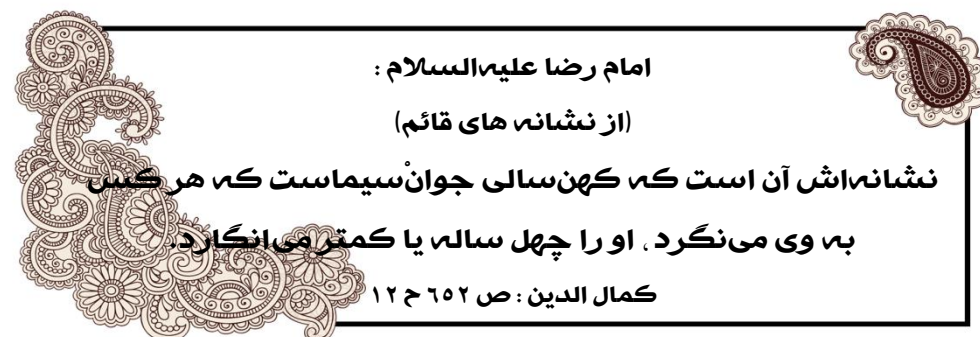 امام رضا علیه‌السلام :
(از نشانه های قائم)
نشانه‌اش آن است که کهن‌سالی جوانْ‌سیماست که هر کس
به وی می‌نگرد ، او را چهل ساله یا کمتر می‌انگارد.
کمال الدین : ص ٦٥٢ ح ١٢